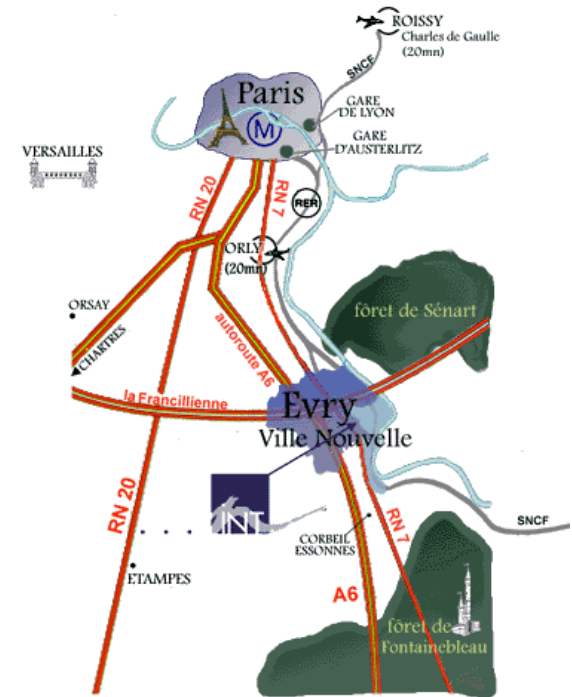 ROISSY
Charles de Gaulle
(20mn)
SNCF
Paris
M
GARE
DE LYON
GARE
D'AUSTERLITZ
VERSAILLES
RN 20
RN 7
RER
ORLY
(20mn)
ORSAY
CHARTRES
autoroute A6
fôret de Sénart
la Francillienne
Evry
Ville Nouvelle
INT
RN 20
RN 7
SNCF
CORBEIL
ESSONNES
ETAMPES
A6
fôret de
Fontainebleau